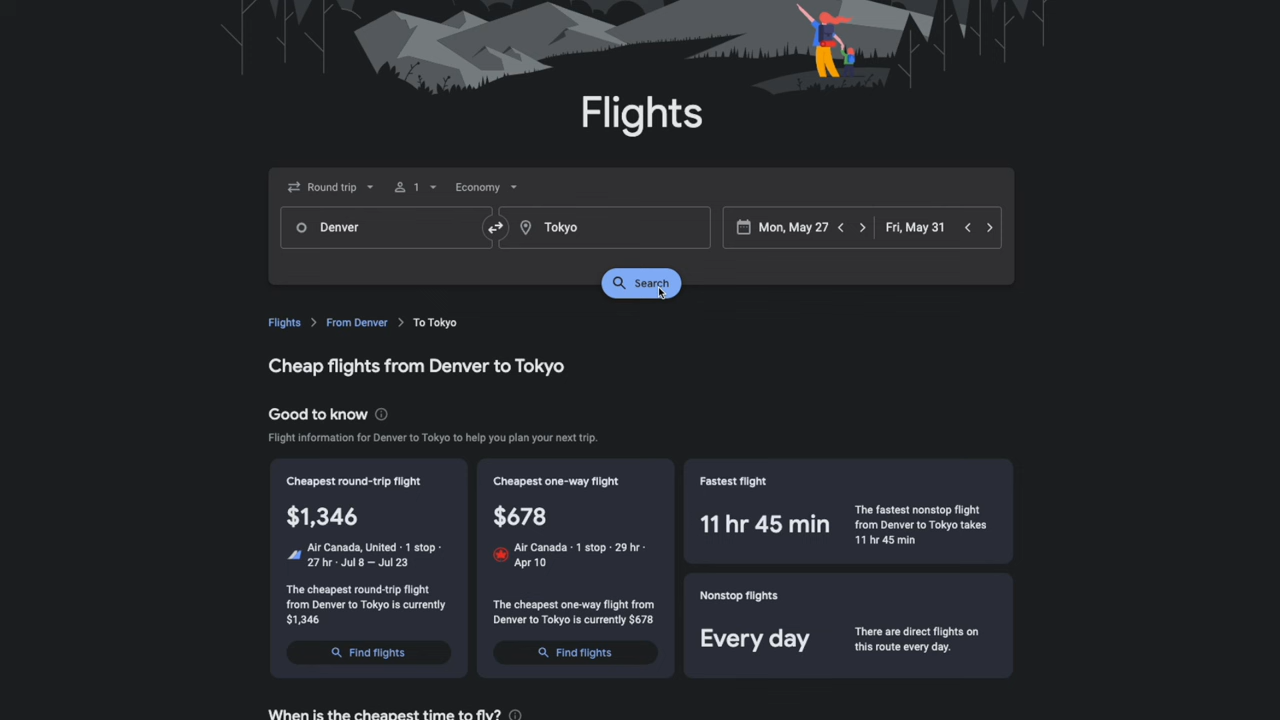 Flights
Round trip 1 Economy
Denver Tokyo Mon, May 27 Fri, May 31
Search
Flights From Denver To Tokyo
Cheap flights from Denver to Tokyo
Good to know
Flight information for Denver to Tokyo to help you plan your next trip.
Cheapest round-trip flight
$1,346
Air Canada, United · 1 stop ·
27 hr · Jul 8 — Jul 23
The cheapest round-trip flight
from Denver to Tokyo is currently
$1,346
Find flights
Cheapest one-way flight
$678
Air Canada · 1 stop · 29 hr ·
Apr 10
The cheapest one-way flight from
Denver to Tokyo is currently $678
Find flights
Fastest flight
11 hr 45 min
The fastest nonstop flight
from Denver to Tokyo takes
11 hr 45 min
Nonstop flights
Every day
There are direct flights on
this route every day.
When is the cheapest time to fly?